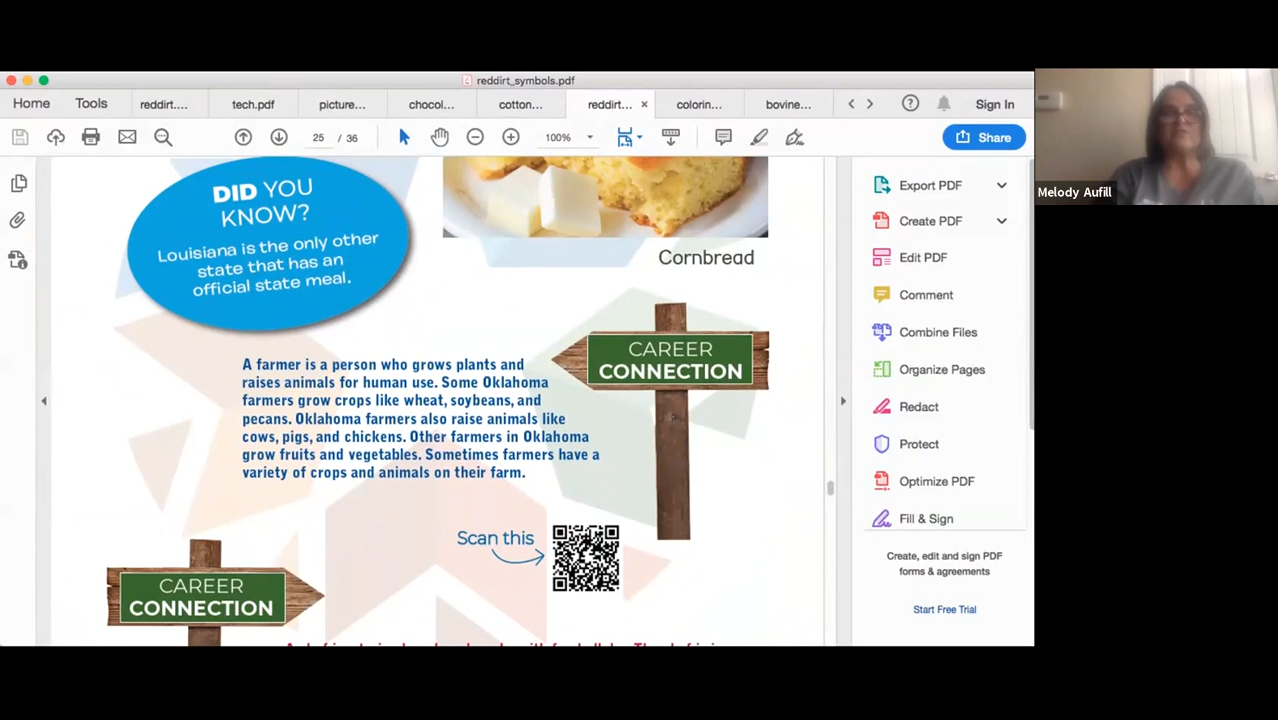 reddirt_symbols.pdf
Home
Tools
reddirt....
tech.pdf
picture...
chocol...
cotton....
reddirt... ×
colorin...
bovine...
Sign In
25 / 36
100%
Share
Melody Aufill
DID YOU
KNOW?
Louisiana is the only other
state that has an
official state meal.
Cornbread
CAREER
CONNECTION
A farmer is a person who grows plants and
raises animals for human use. Some Oklahoma
farmers grow crops like wheat, soybeans, and
pecans. Oklahoma farmers also raise animals like
cows, pigs, and chickens. Other farmers in Oklahoma
grow fruits and vegetables. Sometimes farmers have a
variety of crops and animals on their farm.
Scan this
CAREER
CONNECTION
Export PDF
Create PDF
Edit PDF
Comment
Combine Files
Organize Pages
Redact
Protect
Optimize PDF
Fill & Sign
Create, edit and sign PDF
forms & agreements
Start Free Trial